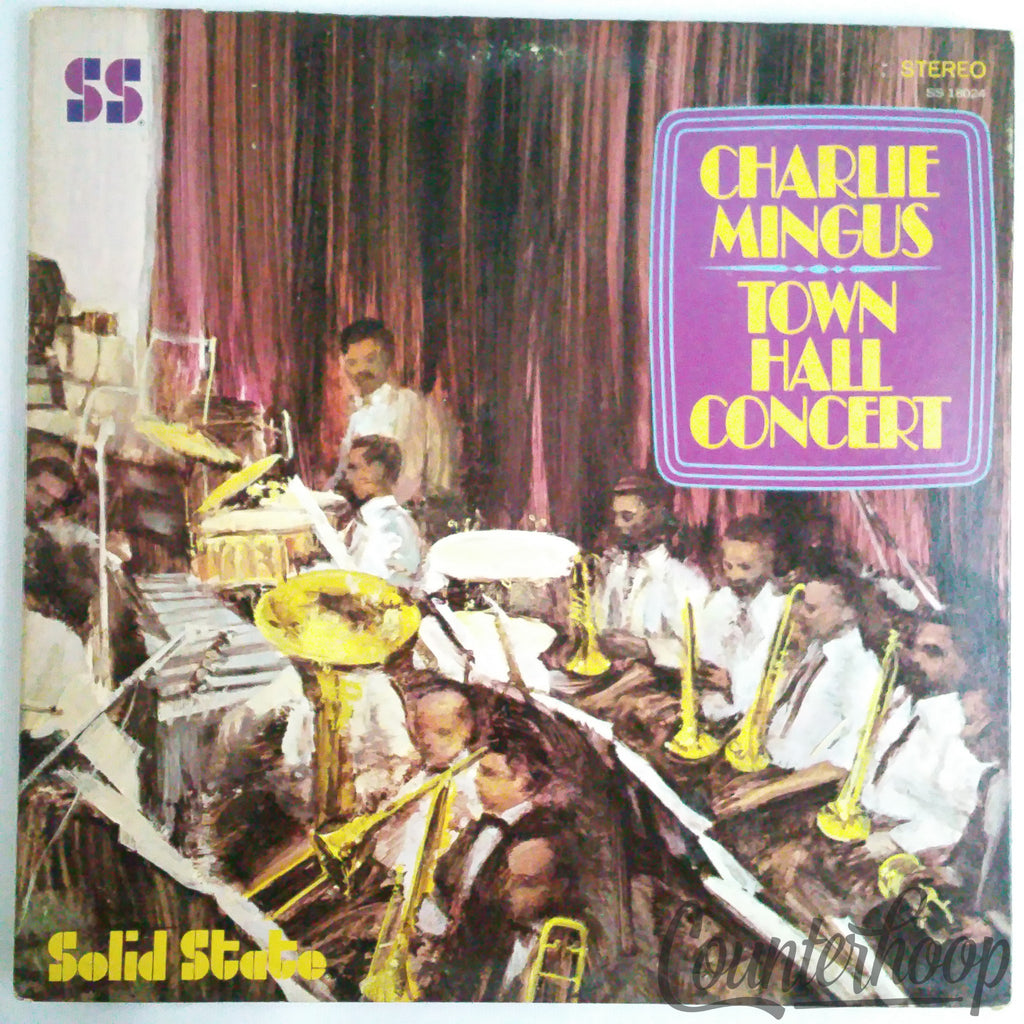 SS
STEREO
SS 18024
CHARLIE
MINGUS
TOWN
HALL
CONCERT
Solid State
Counterhoop